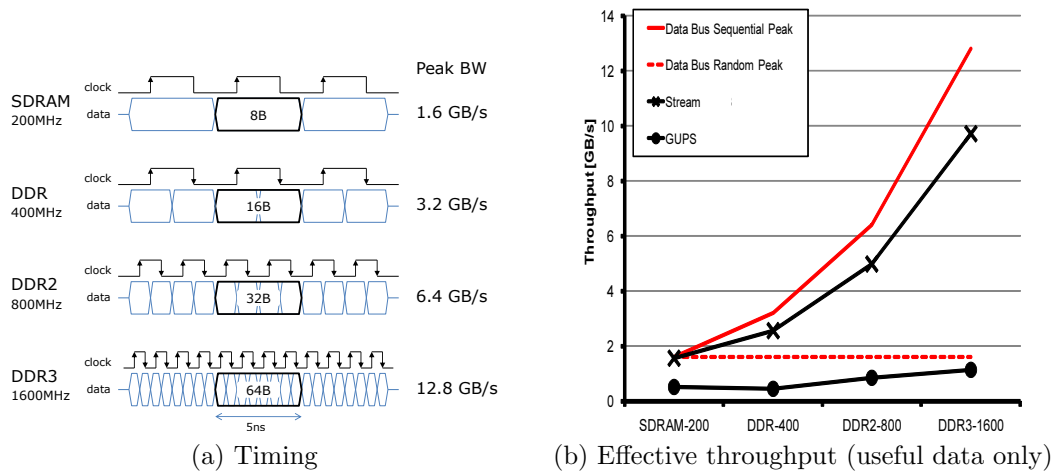 Peak BW
clock
SDRAM
200MHz
data
8B
1.6 GB/s
clock
DDR
400MHz
data
16B
3.2 GB/s
clock
DDR2
800MHz
data
32B
6.4 GB/s
clock
DDR3
1600MHz
data
64B
12.8 GB/s
5ns
(a) Timing
Throughput [GB/s]
14
12
10
8
6
4
2
0
Data Bus Sequential Peak
Data Bus Random Peak
Stream
GUPS
SDRAM-200
DDR-400
DDR2-800
DDR3-1600
(b) Effective throughput (useful data only)